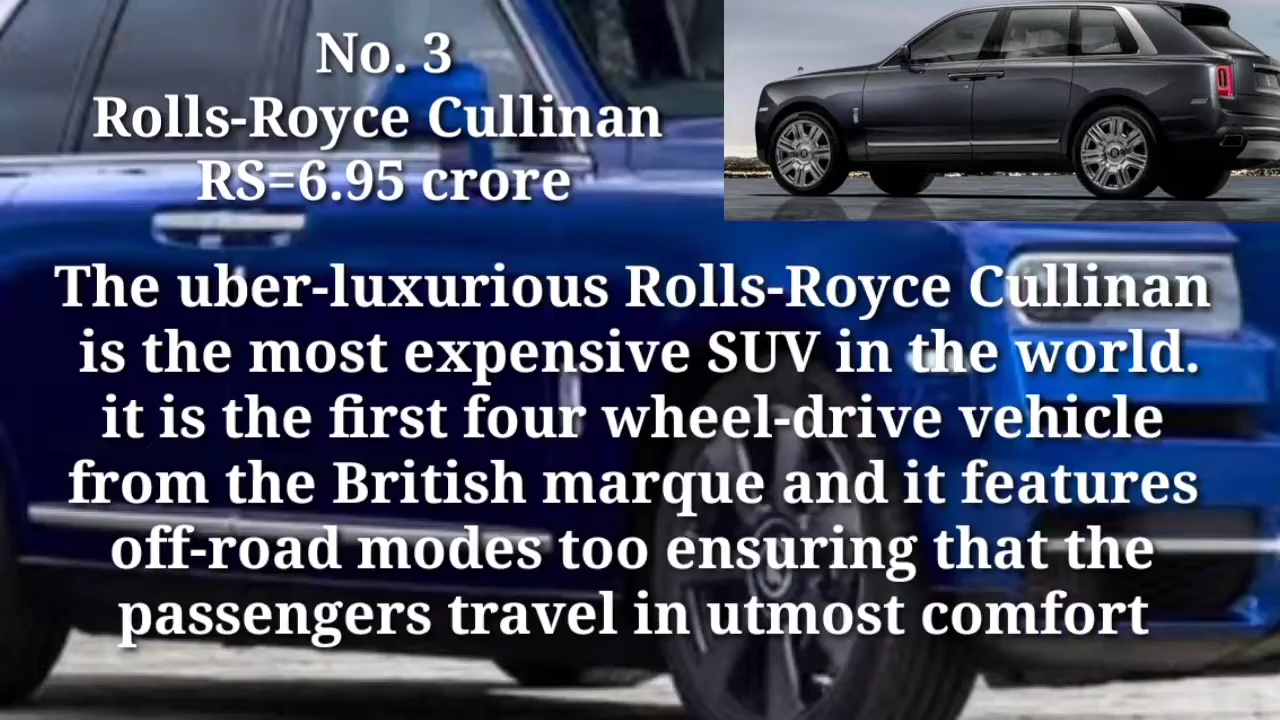 No. 3
Rolls-Royce Cullinan
RS=6.95 crore
The uber-luxurious Rolls-Royce Cullinan
is the most expensive SUV in the world.
it is the first four wheel-drive vehicle
from the British marque and it features
off-road modes too ensuring that the
passengers travel in utmost comfort